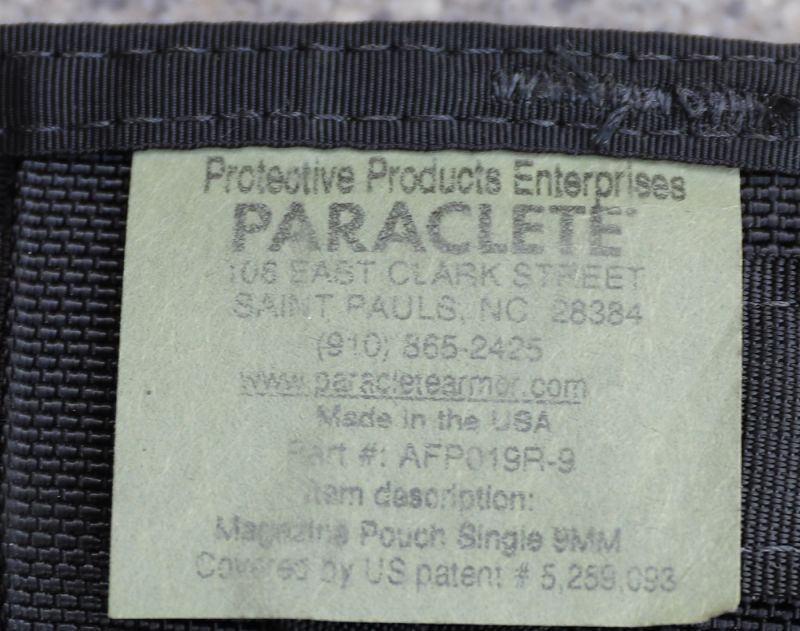 Protective Products Enterprises
PARACLETE
106 EAST CLARK STREET
SAINT PAULS, NC 28384
(910) 865-2425
www.paracletearmor.com
Made in the USA
Part #: AFP019R-9
Item description:
Magazine Pouch Single 9MM
Covered by US patent # 5,259,093